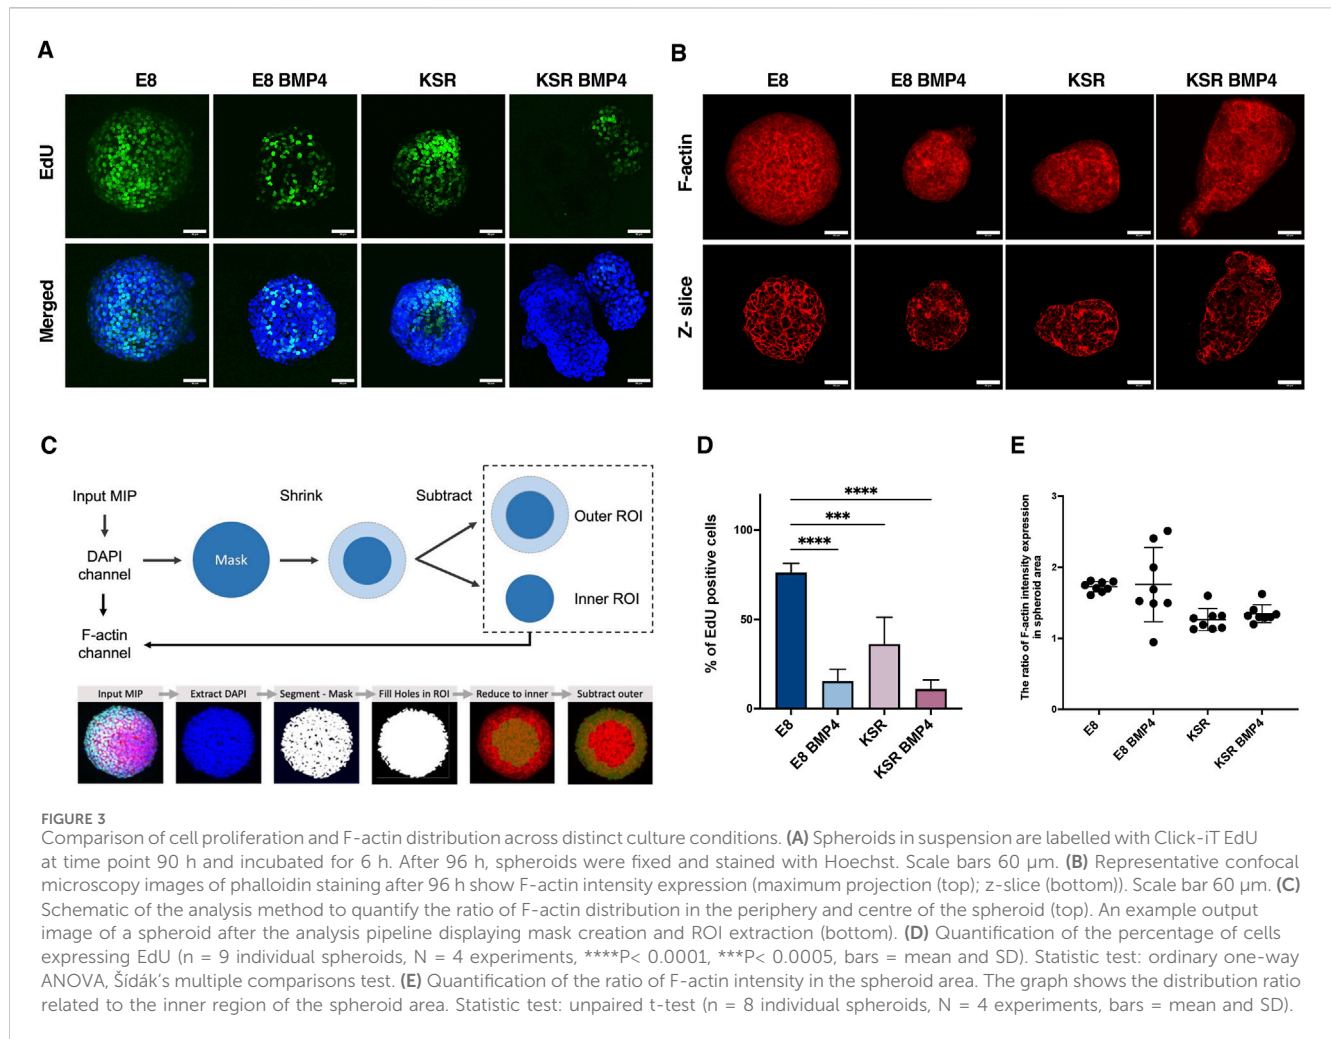 A
E8
E8 BMP4
KSR
KSR BMP4
EdU
Merged
B
E8
E8 BMP4
KSR
KSR BMP4
F-actin
Z- slice
C
Input MIP
DAPI
channel
F-actin
channel
Mask
Shrink
Subtract
Outer ROI
Inner ROI
Input MIP
Extract DAPI
Segment - Mask
Fill Holes in ROI
Reduce to inner
Subtract outer
D
% of EdU positive cells
100
50
0
****
***
****
E8
E8 BMP4
KSR
KSR BMP4
E
The ratio of F-actin intensity expression
in spheroid area
3
2
1
0
E8
E8 BMP4
KSR
KSR BMP4
FIGURE 3
Comparison of cell proliferation and F-actin distribution across distinct culture conditions. (A) Spheroids in suspension are labelled with Click-iT EdU
at time point 90 h and incubated for 6 h. After 96 h, spheroids were fixed and stained with Hoechst. Scale bars 60 µm. (B) Representative confocal
microscopy images of phalloidin staining after 96 h show F-actin intensity expression (maximum projection (top); z-slice (bottom)). Scale bar 60 µm. (C)
Schematic of the analysis method to quantify the ratio of F-actin distribution in the periphery and centre of the spheroid (top). An example output
image of a spheroid after the analysis pipeline displaying mask creation and ROI extraction (bottom). (D) Quantification of the percentage of cells
expressing EdU (n = 9 individual spheroids, N = 4 experiments, ****P< 0.0001, ***P< 0.0005, bars = mean and SD). Statistic test: ordinary one-way
ANOVA, Šídák's multiple comparisons test. (E) Quantification of the ratio of F-actin intensity in the spheroid area. The graph shows the distribution ratio
related to the inner region of the spheroid area. Statistic test: unpaired t-test (n = 8 individual spheroids, N = 4 experiments, bars = mean and SD).